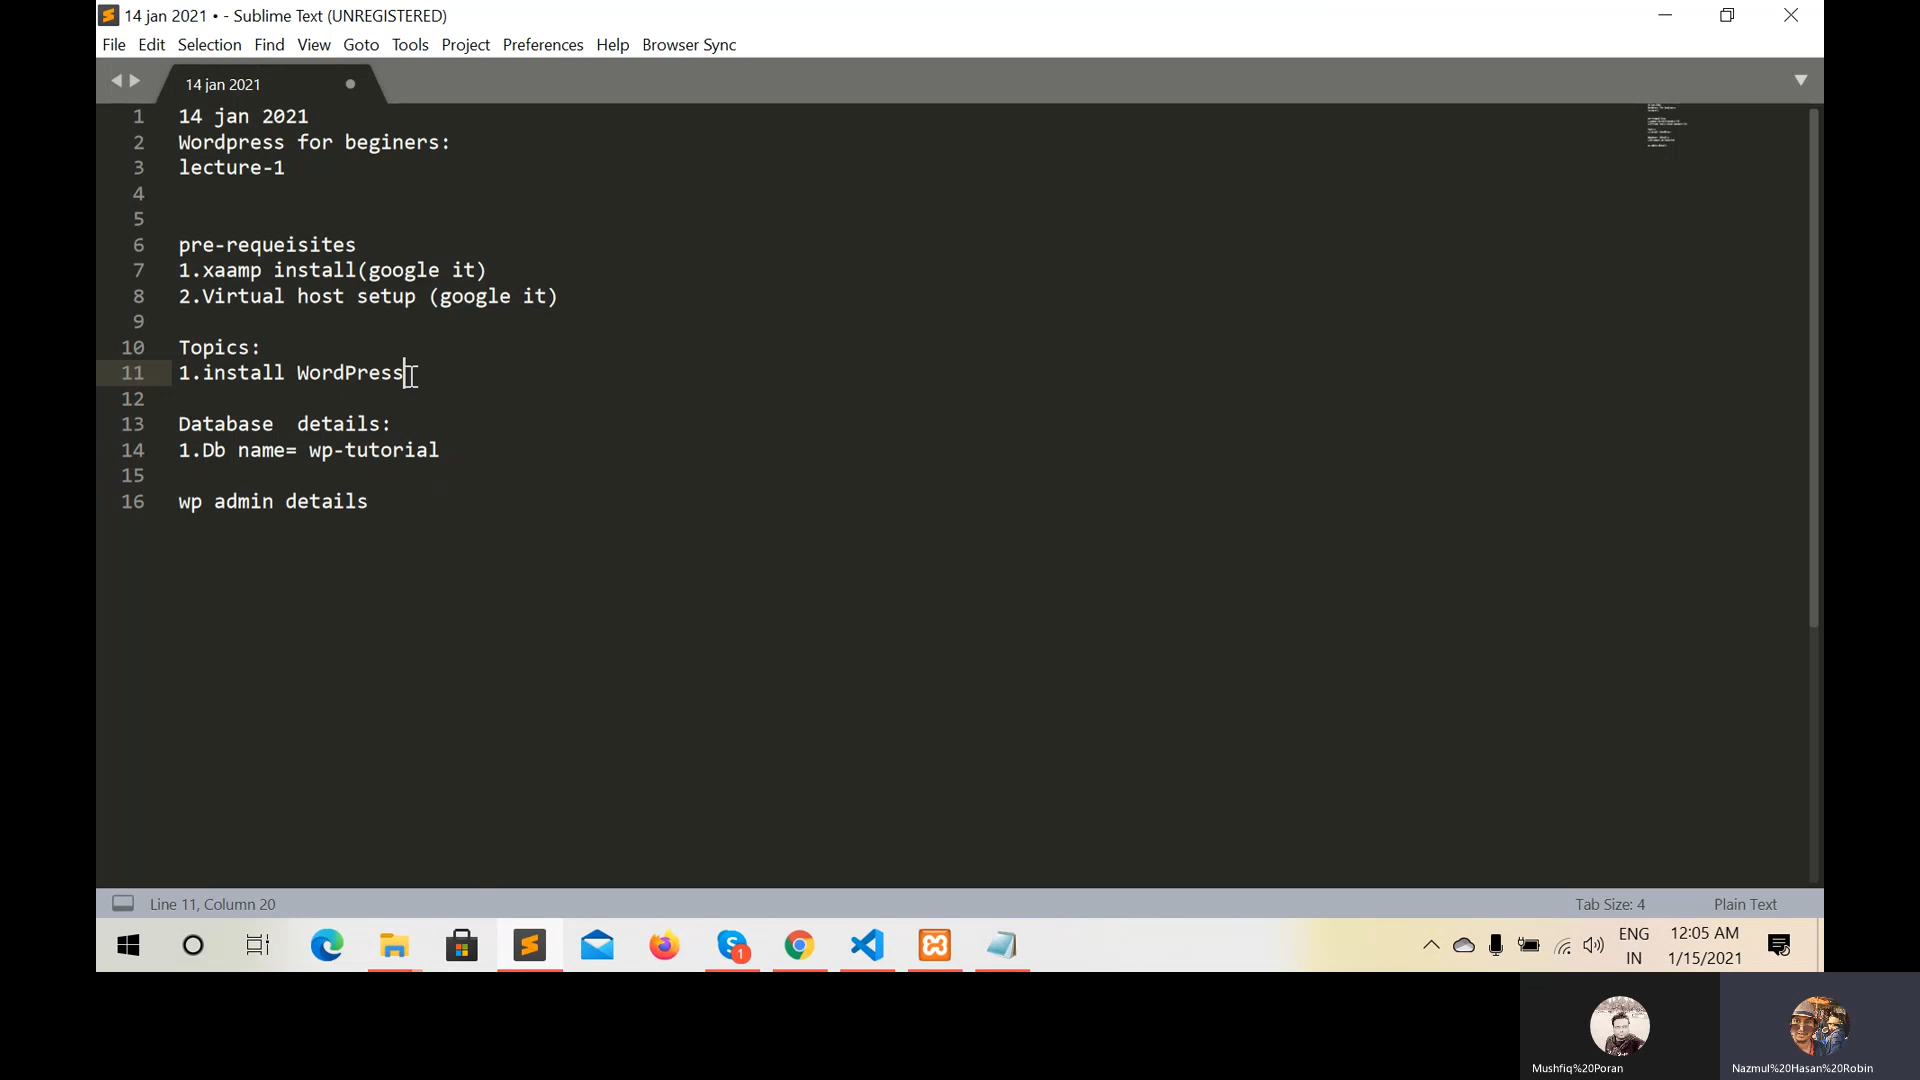 14 jan 2021 • - Sublime Text (UNREGISTERED)
File Edit Selection Find View Goto Tools Project Preferences Help Browser Sync
14 jan 2021
1 14 jan 2021
2 Wordpress for beginers:
3 lecture-1
4
5
6 pre-requeisites
7 1.xaamp install(google it)
8 2.Virtual host setup (google it)
9
10 Topics:
11 1.install WordPress
12
13 Database  details:
14 1.Db name= wp-tutorial
15
16 wp admin details
Line 11, Column 20 Tab Size: 4 Plain Text
1
ENG 12:05 AM
IN 1/15/2021
Mushfiq%20Poran Nazmul%20Hasan%20Robin